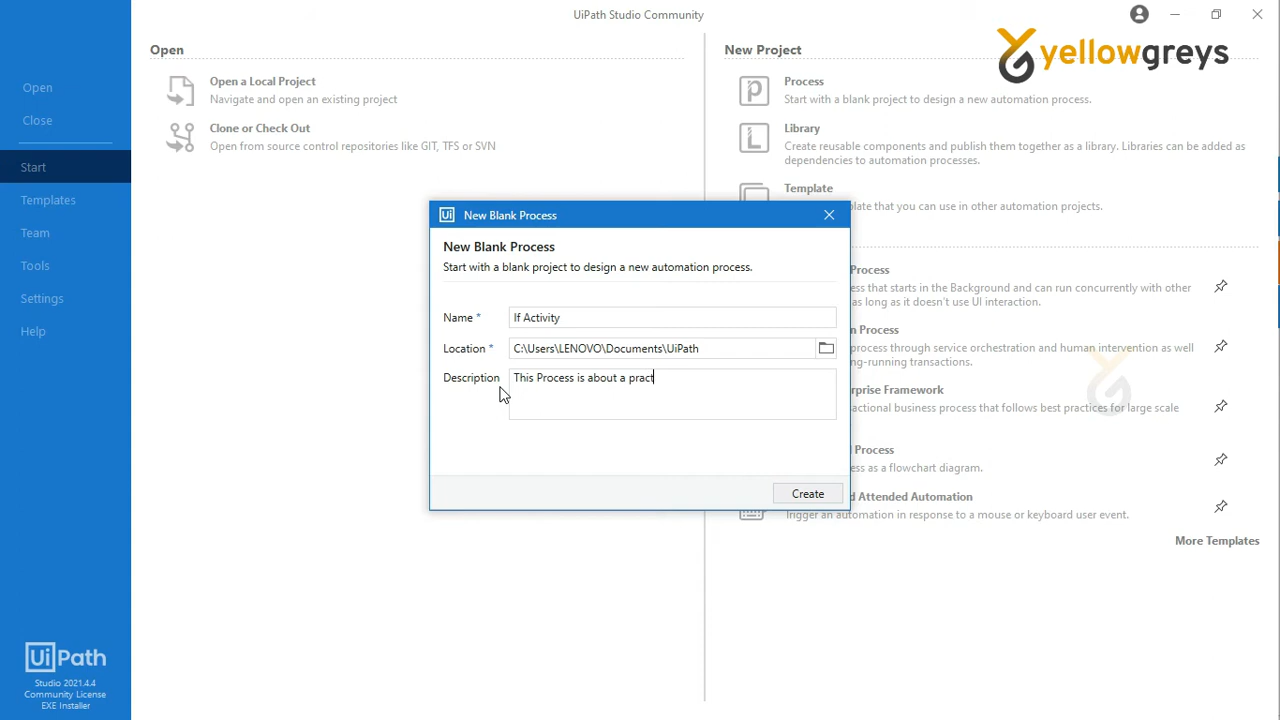 UiPath Studio Community
yellowgreys
Open
Close
Start
Templates
Team
Tools
Settings
Help
UiPath
Studio 2021.4.4
Community License
EXE Installer
Open
Open a Local Project
Navigate and open an existing project
Clone or Check Out
Open from source control repositories like GIT, TFS or SVN
New Project
Process
Start with a blank project to design a new automation process.
Library
Create reusable components and publish them together as a library. Libraries can be added as
dependencies to automation processes.
Template
plate that you can use in other automation projects.
Process
cess that starts in the Background and can run concurrently with other
as long as it doesn't use UI interaction.
n Process
process through service orchestration and human intervention as well
ng-running transactions.
erprise Framework
actional business process that follows best practices for large scale
d Process
cess as a flowchart diagram.
d Attended Automation
Trigger an automation in response to a mouse or keyboard user event.
More Templates
Ui New Blank Process
New Blank Process
Start with a blank project to design a new automation process.
Name * If Activity
Location * C:\Users\LENOVO\Documents\UiPath
Description This Process is about a pract
Create